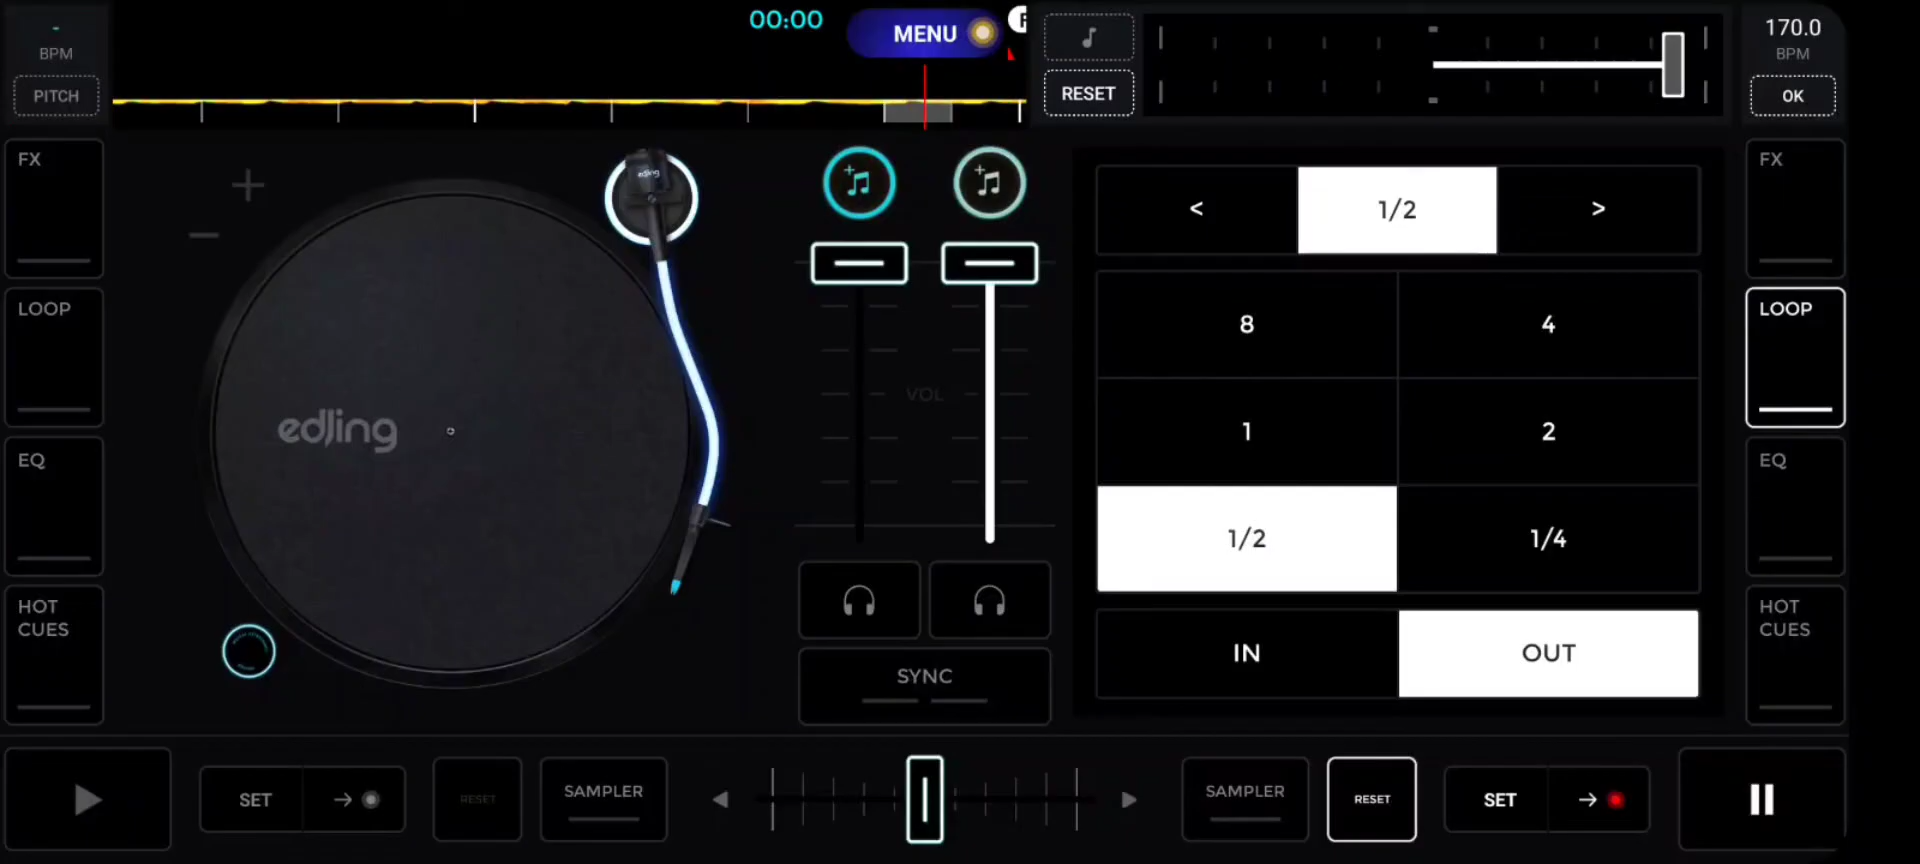 -
BPM
PITCH
00:00
MENU
RESET
170.0
BPM
OK
FX
LOOP
EQ
HOT
CUES
edjing
edjing
VOL
SYNC
< 1/2 >
8 4
1 2
1/2 1/4
IN OUT
FX
LOOP
EQ
HOT
CUES
SET
RESET
SAMPLER
SAMPLER
RESET
SET